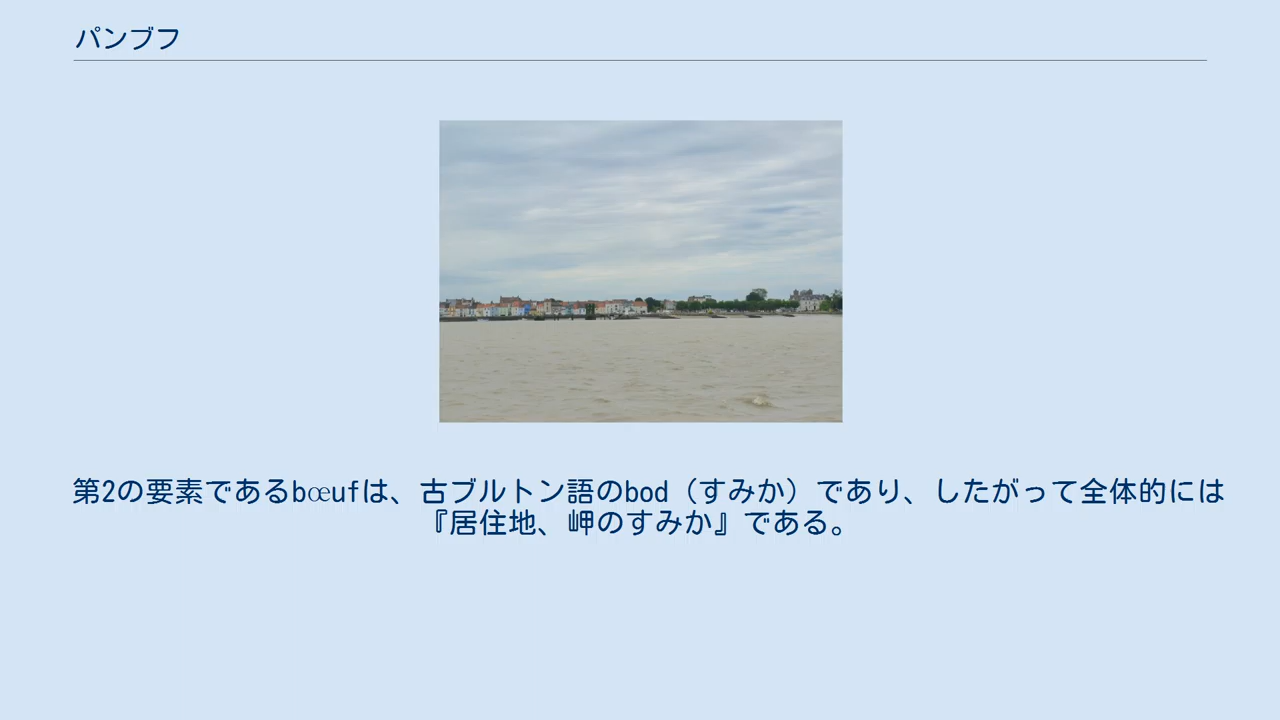 パンブフ
第2の要素であるbœufは、古ブルトン語のbod（すみか）であり、したがって全体的には
『居住地、岬のすみか』である。